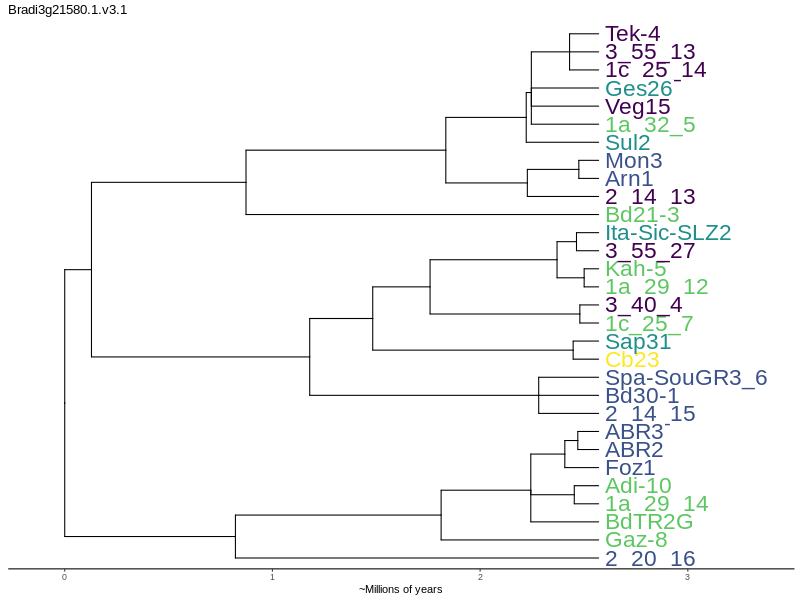 Bradi3g21580.1.v3.1
Tek-4
3_55_13
1c_25_14
Ges26
Veg15
1a_32_5
Sul2
Mon3
Arn1
2_14_13
Bd21-3
Ita-Sic-SLZ2
3_55_27
Kah-5
1a_29_12
3_40_4
1c_25_7
Sap31
Cb23
Spa-SouGR3_6
Bd30-1
2_14_15
ABR3
ABR2
Foz1
Adi-10
1a_29_14
BdTR2G
Gaz-8
2_20_16
0 1 2 3
~Millions of years